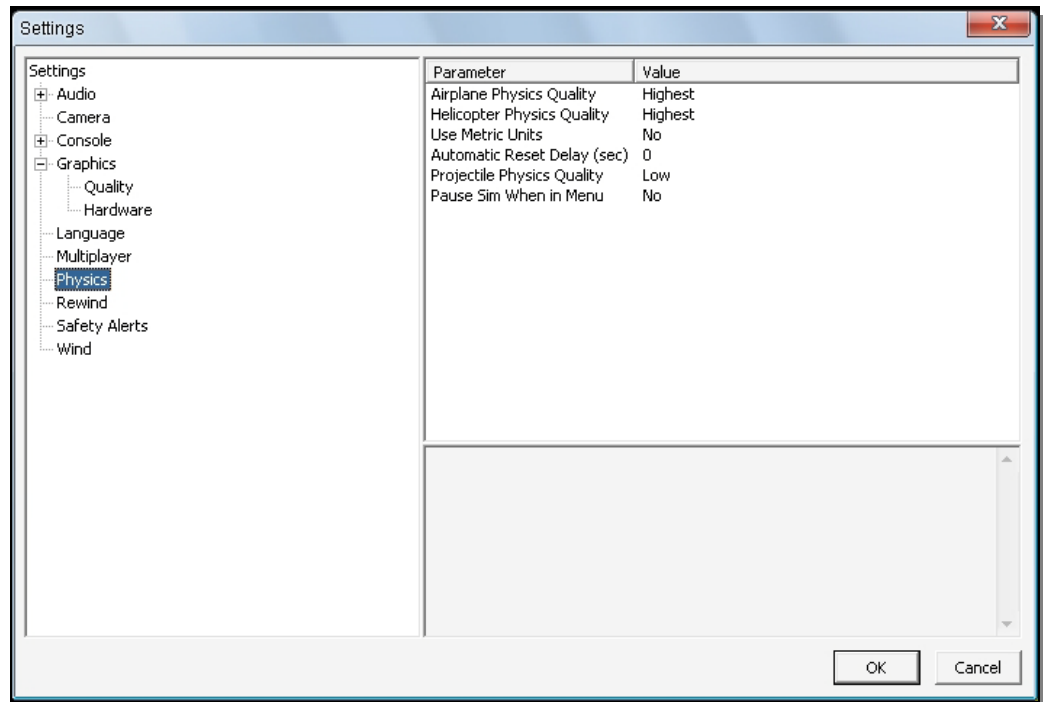 Settings
Settings
Audio
Camera
Console
Graphics
Quality
Hardware
Language
Multiplayer
Physics
Rewind
Safety Alerts
Wind
Parameter Value
Airplane Physics Quality Highest
Helicopter Physics Quality Highest
Use Metric Units No
Automatic Reset Delay (sec) 0
Projectile Physics Quality Low
Pause Sim When in Menu No
OK Cancel